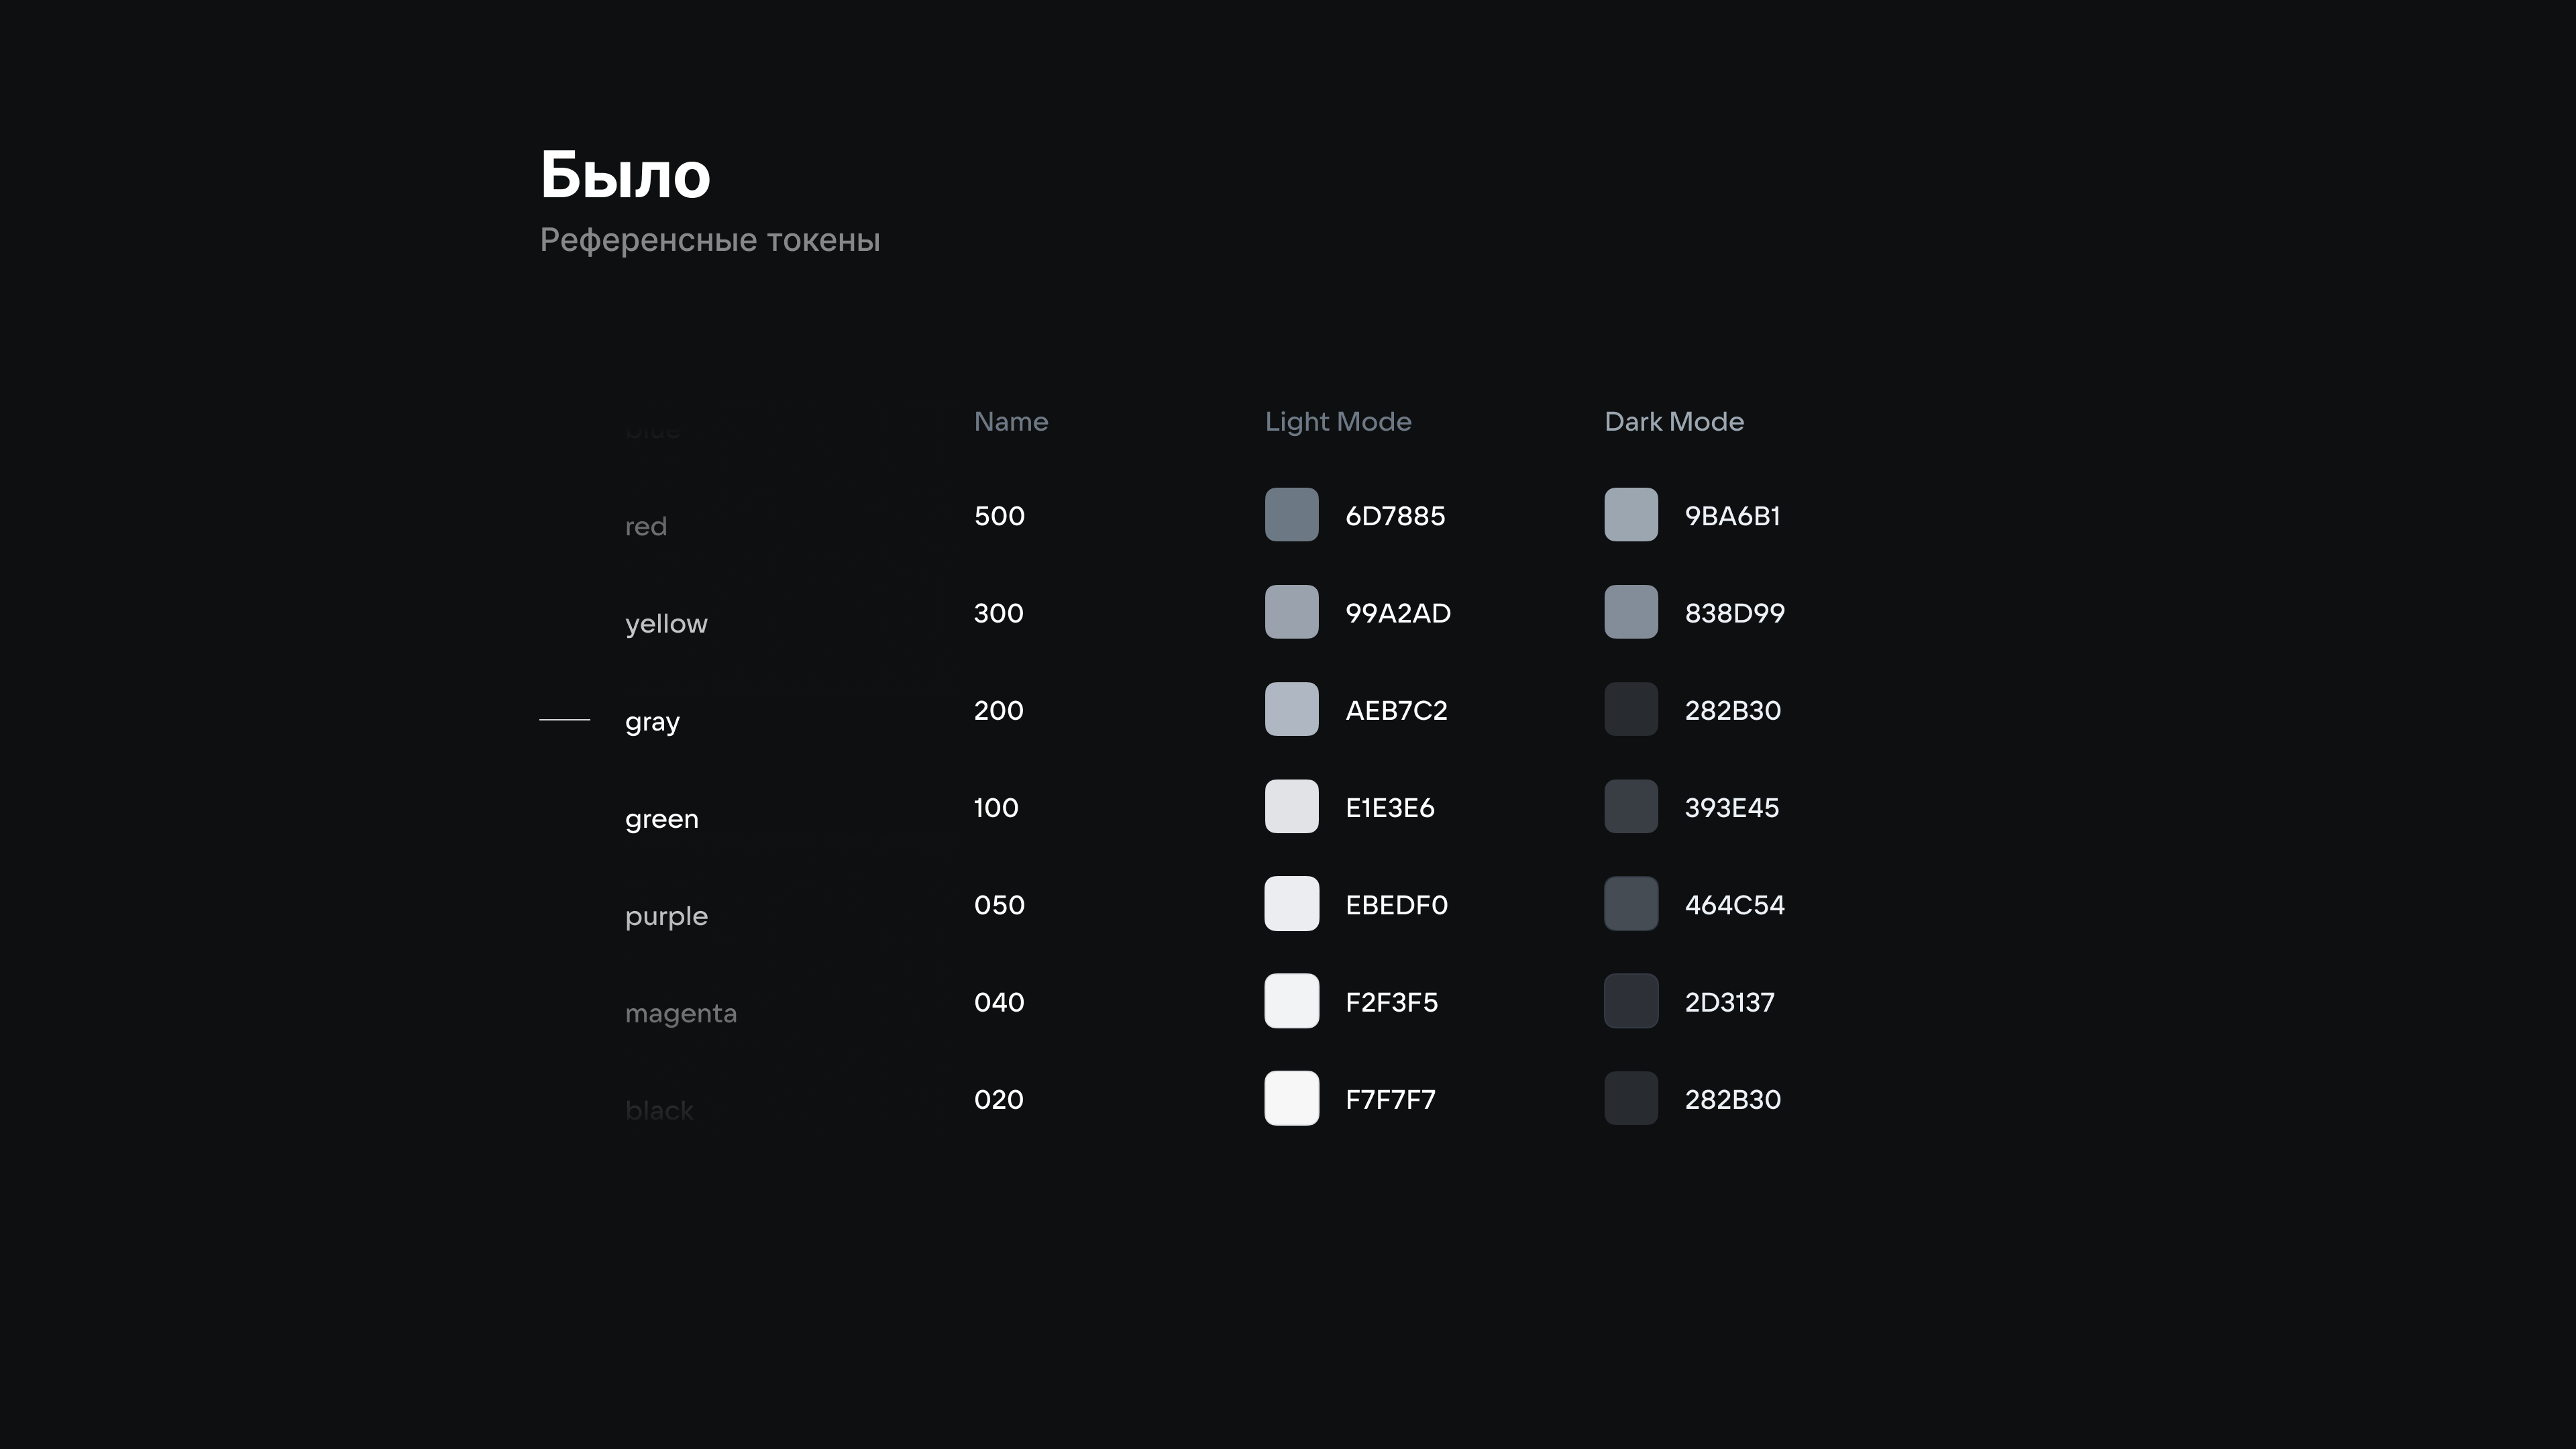 Было
Референсные токены
blue
red
yellow
gray
green
purple
magenta
black
Name Light Mode Dark Mode
500 6D7885 9BA6B1
300 99A2AD 838D99
200 AEB7C2 282B30
100 E1E3E6 393E45
050 EBEDF0 464C54
040 F2F3F5 2D3137
020 F7F7F7 282B30